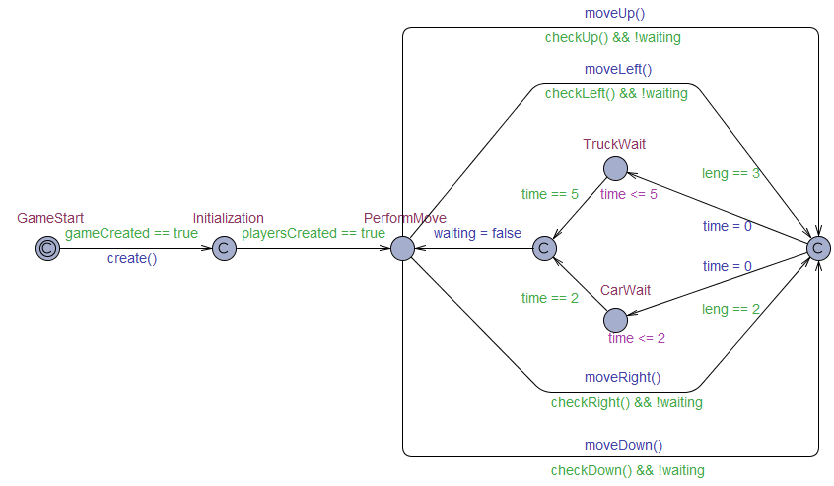 moveUp()
checkUp() && !waiting
moveLeft()
checkLeft() && !waiting
TruckWait
leng == 3
time == 5
time <= 5
GameStart
Initialization
PerformMove
gameCreated == true
playersCreated == true
waiting = false
time = 0
create()
C
C
C
C
time = 0
CarWait
time == 2
leng == 2
time <= 2
moveRight()
checkRight() && !waiting
moveDown()
checkDown() && !waiting